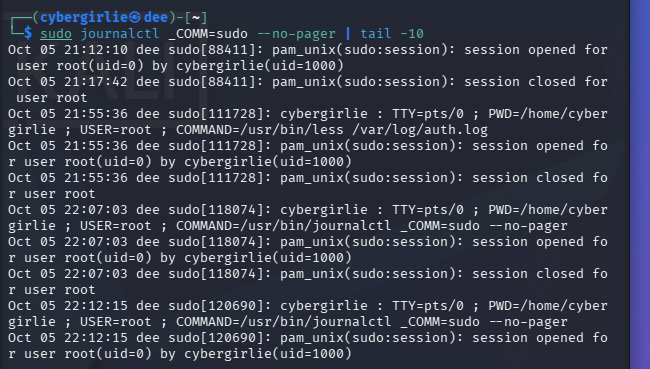 ┌──(cybergirlie㉿dee)-[~]
└─$ sudo journalctl _COMM=sudo --no-pager | tail -10
Oct 05 21:12:10 dee sudo[88411]: pam_unix(sudo:session): session opened for
 user root(uid=0) by cybergirlie(uid=1000)
Oct 05 21:17:42 dee sudo[88411]: pam_unix(sudo:session): session closed for
 user root
Oct 05 21:55:36 dee sudo[111728]: cybergirlie : TTY=pts/0 ; PWD=/home/cyber
girlie ; USER=root ; COMMAND=/usr/bin/less /var/log/auth.log
Oct 05 21:55:36 dee sudo[111728]: pam_unix(sudo:session): session opened fo
r user root(uid=0) by cybergirlie(uid=1000)
Oct 05 21:55:36 dee sudo[111728]: pam_unix(sudo:session): session closed fo
r user root
Oct 05 22:07:03 dee sudo[118074]: cybergirlie : TTY=pts/0 ; PWD=/home/cyber
girlie ; USER=root ; COMMAND=/usr/bin/journalctl _COMM=sudo --no-pager
Oct 05 22:07:03 dee sudo[118074]: pam_unix(sudo:session): session opened fo
r user root(uid=0) by cybergirlie(uid=1000)
Oct 05 22:07:03 dee sudo[118074]: pam_unix(sudo:session): session closed fo
r user root
Oct 05 22:12:15 dee sudo[120690]: cybergirlie : TTY=pts/0 ; PWD=/home/cyber
girlie ; USER=root ; COMMAND=/usr/bin/journalctl _COMM=sudo --no-pager
Oct 05 22:12:15 dee sudo[120690]: pam_unix(sudo:session): session opened fo
r user root(uid=0) by cybergirlie(uid=1000)